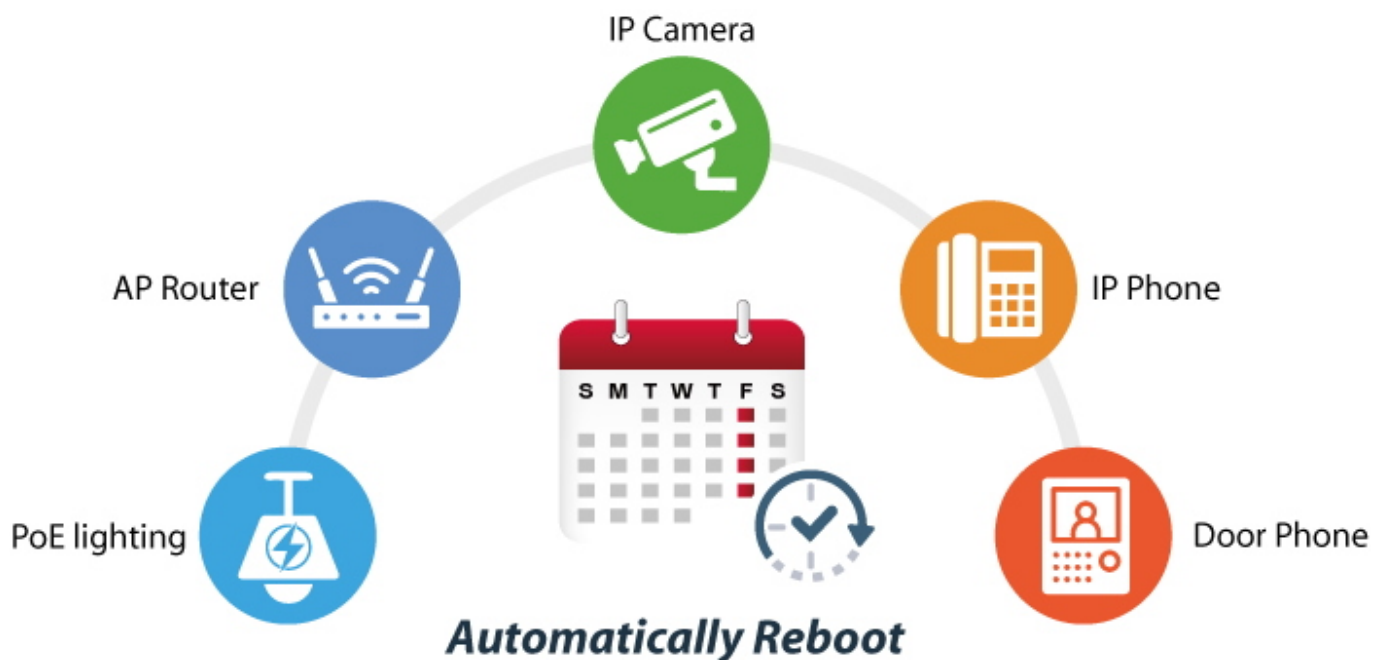 IP Camera
AP Router
IP Phone
S M T W T F S
PoE lighting
Door Phone
Automatically Reboot